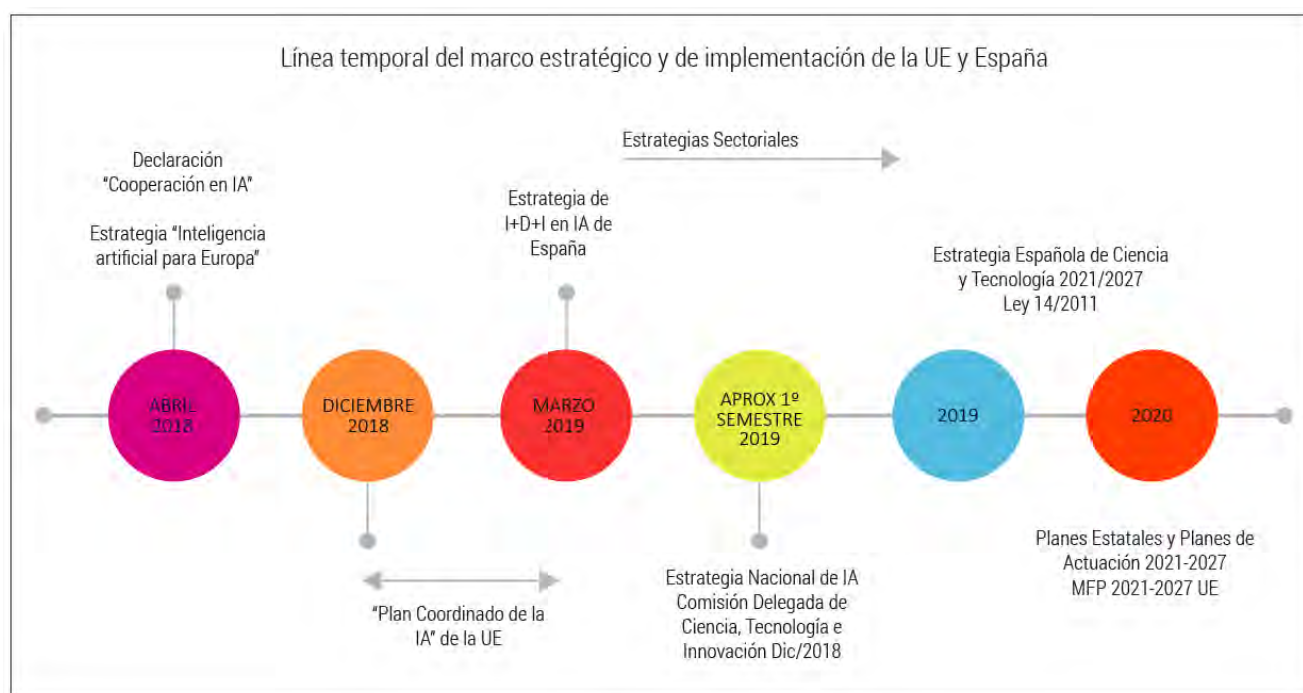 Línea temporal del marco estratégico y de implementación de la UE y España
Estrategias Sectoriales
Declaración
“Cooperación en IA”
Estrategia “Inteligencia
artificial para Europa”
Estrategia de
I+D+I en IA de
España
Estrategia Española de Ciencia
y Tecnología 2021/2027
Ley 14/2011
ABRIL
2018
DICIEMBRE
2018
MARZO
2019
APROX 1º
SEMESTRE
2019
2019
2020
“Plan Coordinado de la
IA” de la UE
Estrategia Nacional de IA
Comisión Delegada de
Ciencia, Tecnología e
Innovación Dic/2018
Planes Estatales y Planes de
Actuación 2021-2027
MFP 2021-2027 UE